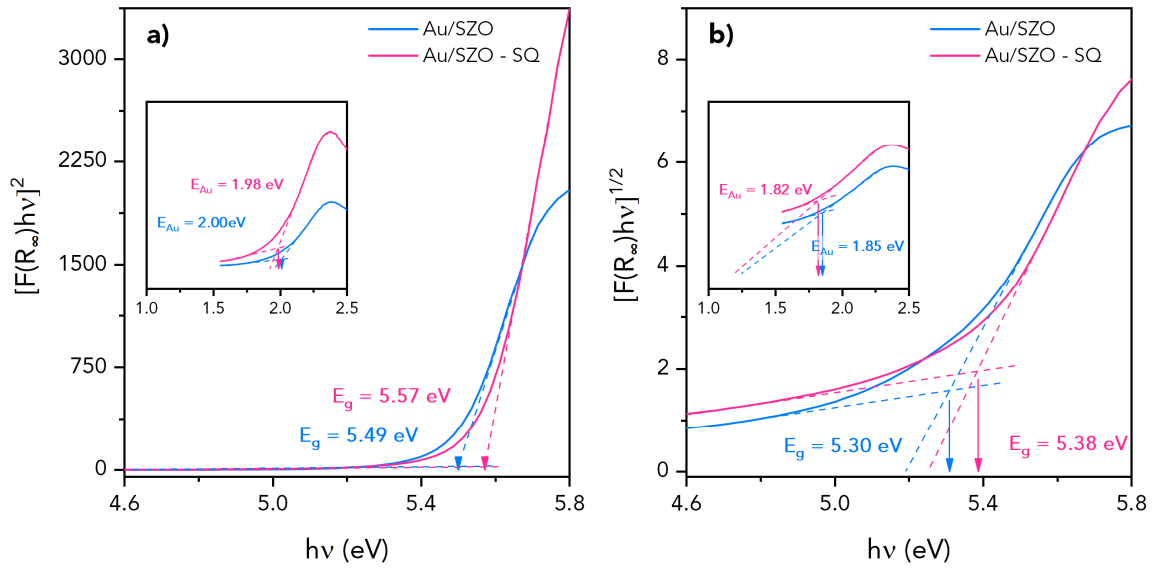 a)
Au/SZO
Au/SZO - SQ
[F(R∞)hν]²
3000
2250
1500
750
0
E_Au = 1.98 eV
E_Au = 2.00eV
1.0 1.5 2.0 2.5
E_g = 5.57 eV
E_g = 5.49 eV
4.6 5.0 5.4 5.8
hν (eV)
b)
Au/SZO
Au/SZO - SQ
[F(R∞)hν]^1/2
8
6
4
2
0
E_Au = 1.82 eV
E_Au = 1.85 eV
1.0 1.5 2.0 2.5
E_g = 5.30 eV
E_g = 5.38 eV
4.6 5.0 5.4 5.8
hν (eV)